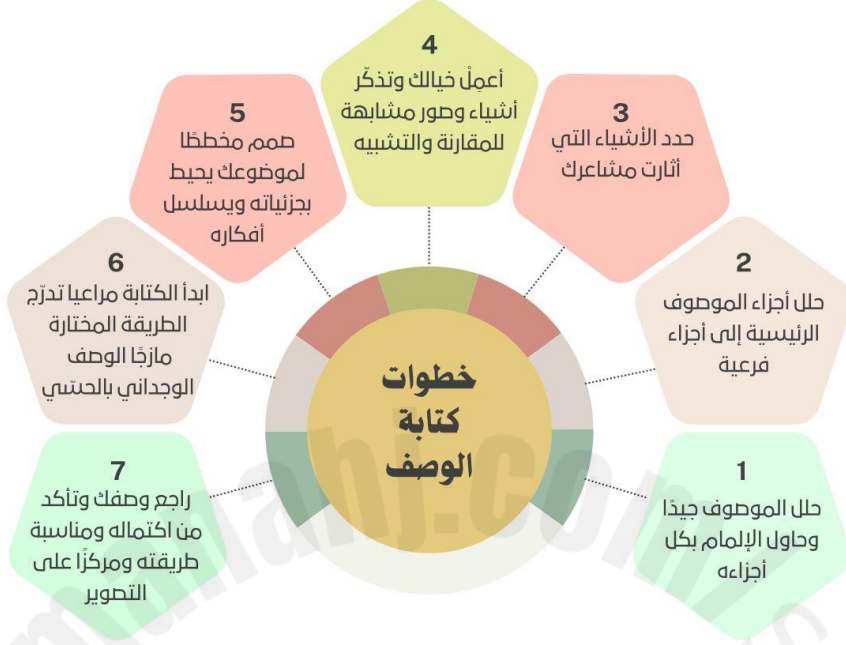 خطوات
كتابة
الوصف
1
حلل الموصوف جيدًا
وحاول الإلمام بكل
أجزاءه
2
حلل أجزاء الموصوف
الرئيسية إلى أجزاء
فرعية
3
حدد الأشياء التي
أثارت مشاعرك
4
أعمِلْ خيالك وتذكّر
أشياء وصور مشابهة
للمقارنة والتشبيه
5
صمم مخططًا
لموضوعك يحيط
بجزئياته ويسلسل
أفكاره
6
ابدأ الكتابة مراعيا تدرّج
الطريقة المختارة
مازجًا الوصف
الوجداني بالحسّي
7
راجع وصفك وتأكد
من اكتماله ومناسبة
طريقته ومركزًا على
التصوير